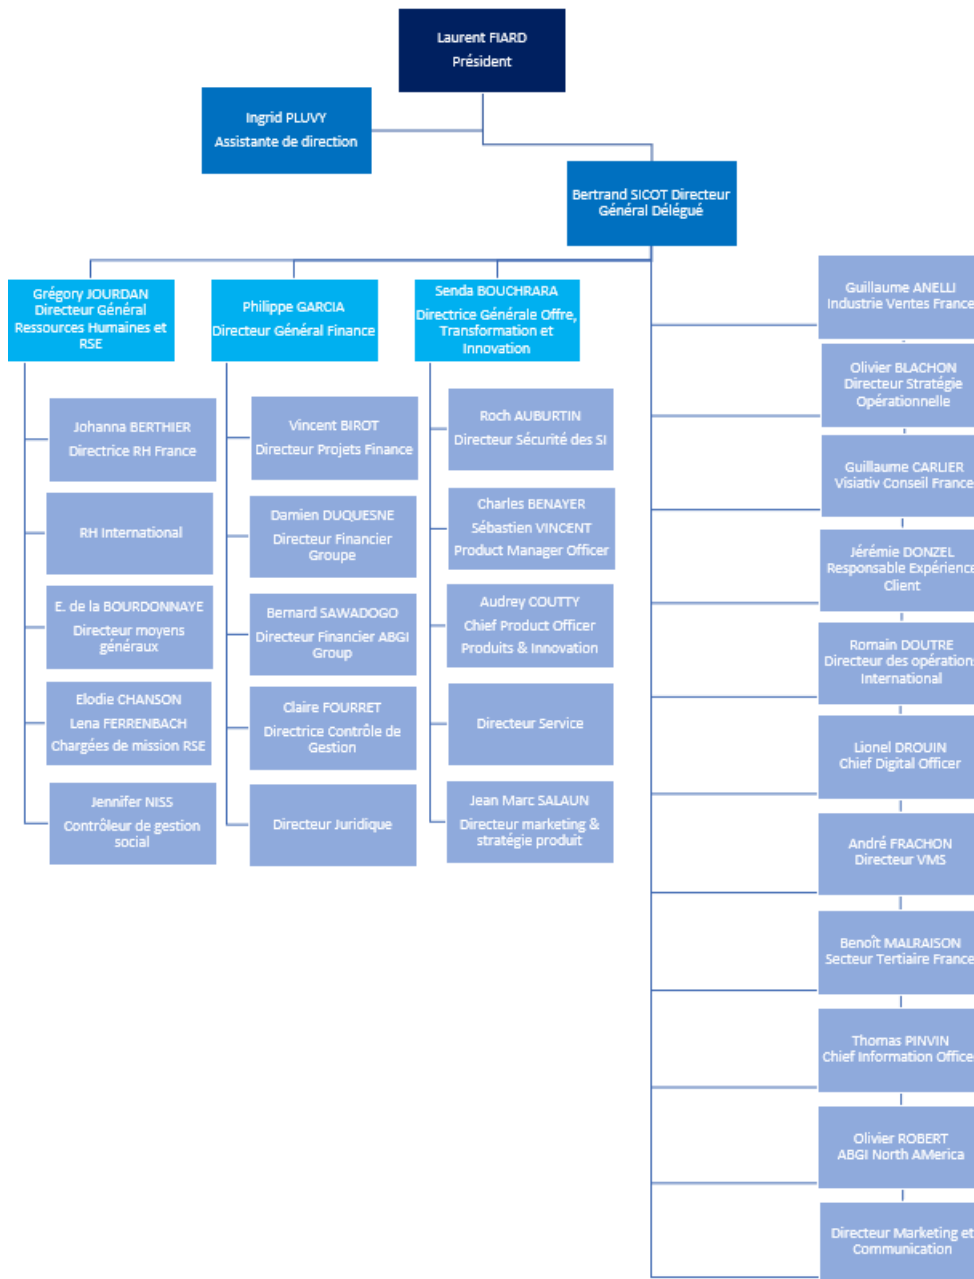 Laurent FIARD
Président
Ingrid PLUVY
Assistante de direction
Bertrand SICOT Directeur
Général Délégué
Grégory JOURDAN
Directeur Général
Ressources Humaines et
RSE
Philippe GARCIA
Directeur Général Finance
Senda BOUCHRARA
Directrice Générale Offre,
Transformation et
Innovation
Johanna BERTHIER
Directrice RH France
RH International
E. de la BOURDONNAYE
Directeur moyens
généraux
Elodie CHANSON
Lena FERRENBACH
Chargées de mission RSE
Jennifer NISS
Contrôleur de gestion
social
Vincent BIROT
Directeur Projets Finance
Damien DUQUESNE
Directeur Financier
Groupe
Bernard SAWADOGO
Directeur Financier ABGI
Group
Claire FOURRET
Directrice Contrôle de
Gestion
Directeur Juridique
Roch AUBURTIN
Directeur Sécurité des SI
Charles BENAYER
Sébastien VINCENT
Product Manager Officer
Audrey COUTTY
Chief Product Officer
Produits & Innovation
Directeur Service
Jean Marc SALAUN
Directeur marketing &
stratégie produit
Guillaume ANELLI
Industrie Ventes France
Olivier BLACHON
Directeur Stratégie
Opérationnelle
Guillaume CARLIER
Visiativ Conseil France
Jérémie DONZEL
Responsable Expérience
Client
Romain DOUTRE
Directeur des opérations
International
Lionel DROUIN
Chief Digital Officer
André FRACHON
Directeur VMS
Benoît MALRAISON
Secteur Tertiaire France
Thomas PINVIN
Chief Information Office
Olivier ROBERT
ABGI North AMerica
Directeur Marketing et
Communication